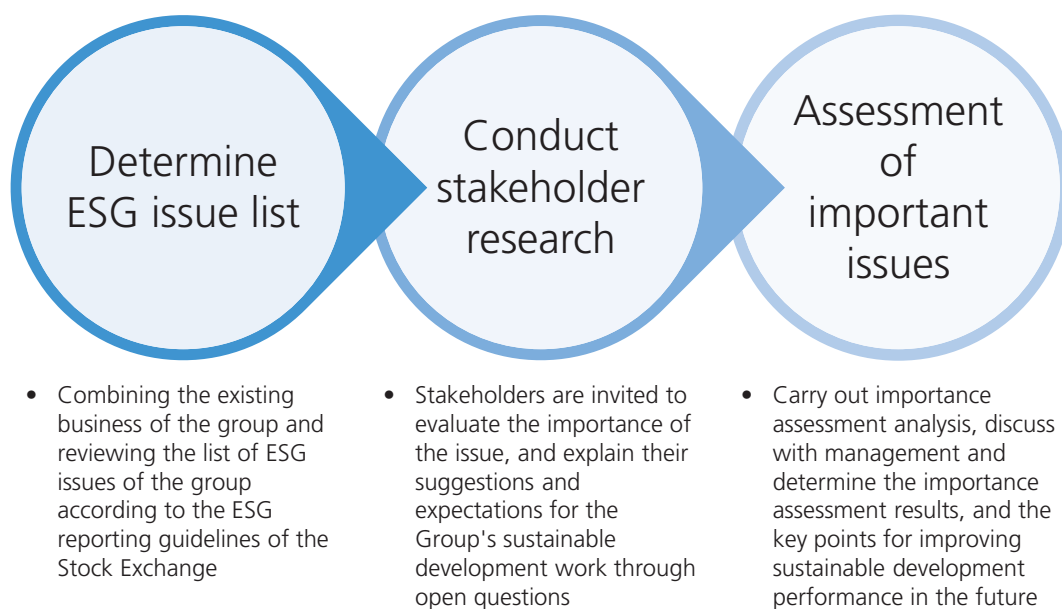 Determine
ESG issue list
Conduct
stakeholder
research
Assessment
of
important
issues
• Combining the existing
business of the group and
reviewing the list of ESG
issues of the group
according to the ESG
reporting guidelines of the
Stock Exchange
• Stakeholders are invited to
evaluate the importance of
the issue, and explain their
suggestions and
expectations for the
Group's sustainable
development work through
open questions
• Carry out importance
assessment analysis, discuss
with management and
determine the importance
assessment results, and the
key points for improving
sustainable development
performance in the future